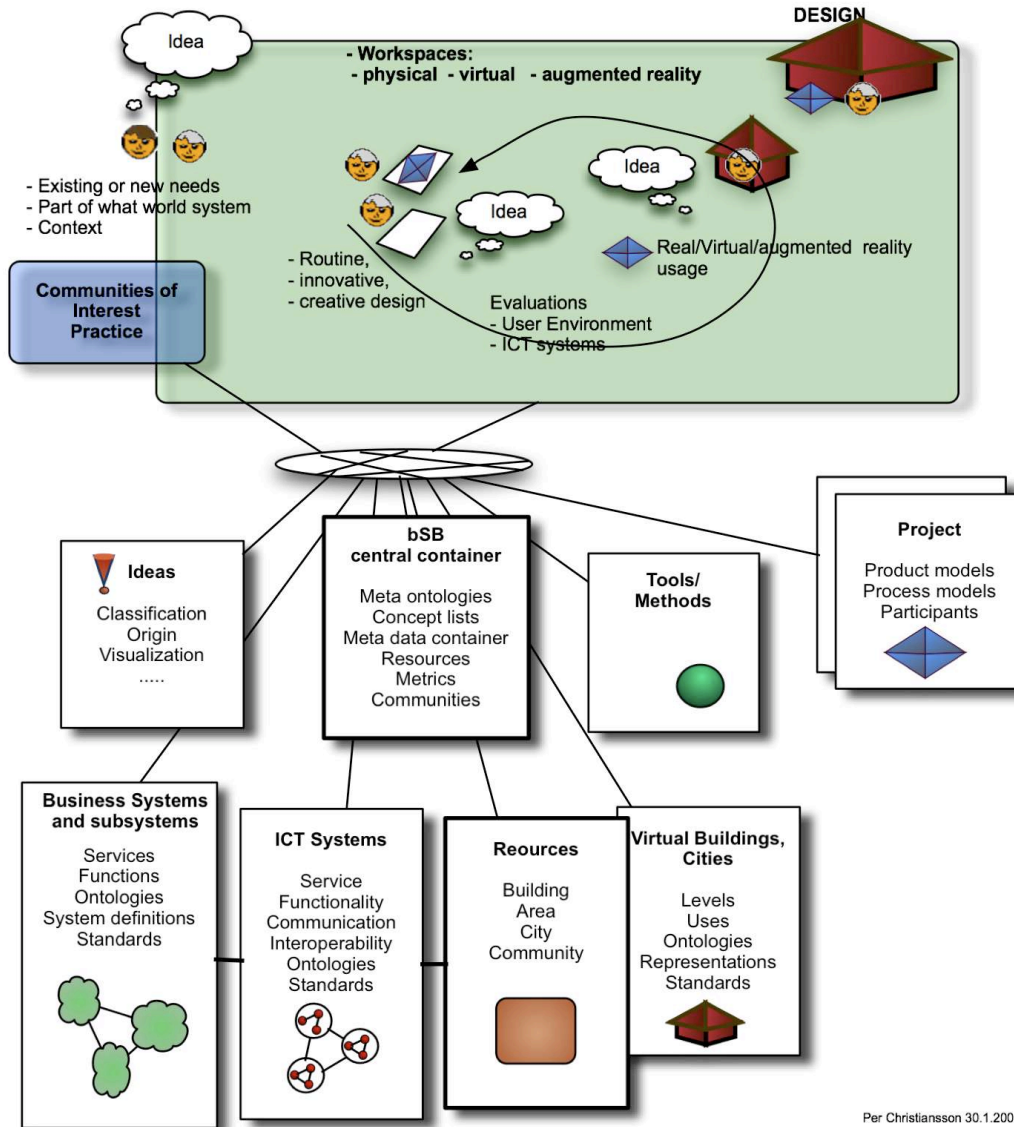 DESIGN
Idea
- Workspaces:
- physical - virtual - augmented reality
Idea
Idea
- Existing or new needs
- Part of what world system
- Context
- Routine,
- innovative,
- creative design
Real/Virtual/augmented reality
usage
Evaluations
- User Environment
- ICT systems
Communities of
Interest
Practice
Ideas
Classification
Origin
Visualization
.....
bSB
central container
Meta ontologies
Concept lists
Meta data container
Resources
Metrics
Communities
Tools/
Methods
Project
Product models
Process models
Participants
Business Systems
and subsystems
Services
Functions
Ontologies
System definitions
Standards
ICT Systems
Service
Functionality
Communication
Interoperability
Ontologies
Standards
Reources
Building
Area
City
Community
Virtual Buildings,
Cities
Levels
Uses
Ontologies
Representations
Standards
Per Christiansson 30.1.200